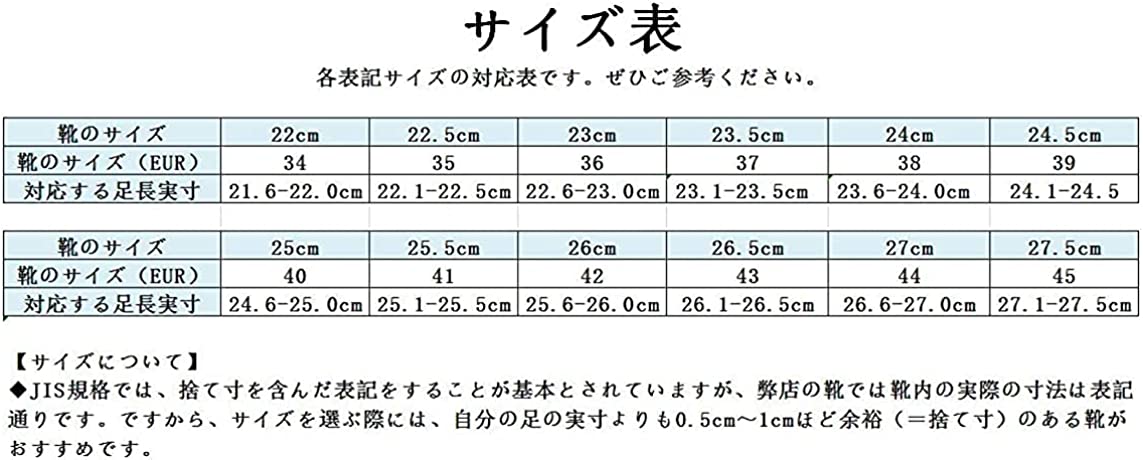 サイズ表
各表記サイズの対応表です。ぜひご参考ください。
靴のサイズ 22cm 22.5cm 23cm 23.5cm 24cm 24.5cm
靴のサイズ（EUR） 34 35 36 37 38 39
対応する足長実寸 21.6-22.0cm 22.1-22.5cm 22.6-23.0cm 23.1-23.5cm 23.6-24.0cm 24.1-24.5
靴のサイズ 25cm 25.5cm 26cm 26.5cm 27cm 27.5cm
靴のサイズ（EUR） 40 41 42 43 44 45
対応する足長実寸 24.6-25.0cm 25.1-25.5cm 25.6-26.0cm 26.1-26.5cm 26.6-27.0cm 27.1-27.5cm
【サイズについて】
◆JIS規格では、捨て寸を含んだ表記をすることが基本とされていますが、弊店の靴では靴内の実際の寸法は表記
通りです。ですから、サイズを選ぶ際には、自分の足の実寸よりも0.5cm～1cmほど余裕（＝捨て寸）のある靴が
おすすめです。